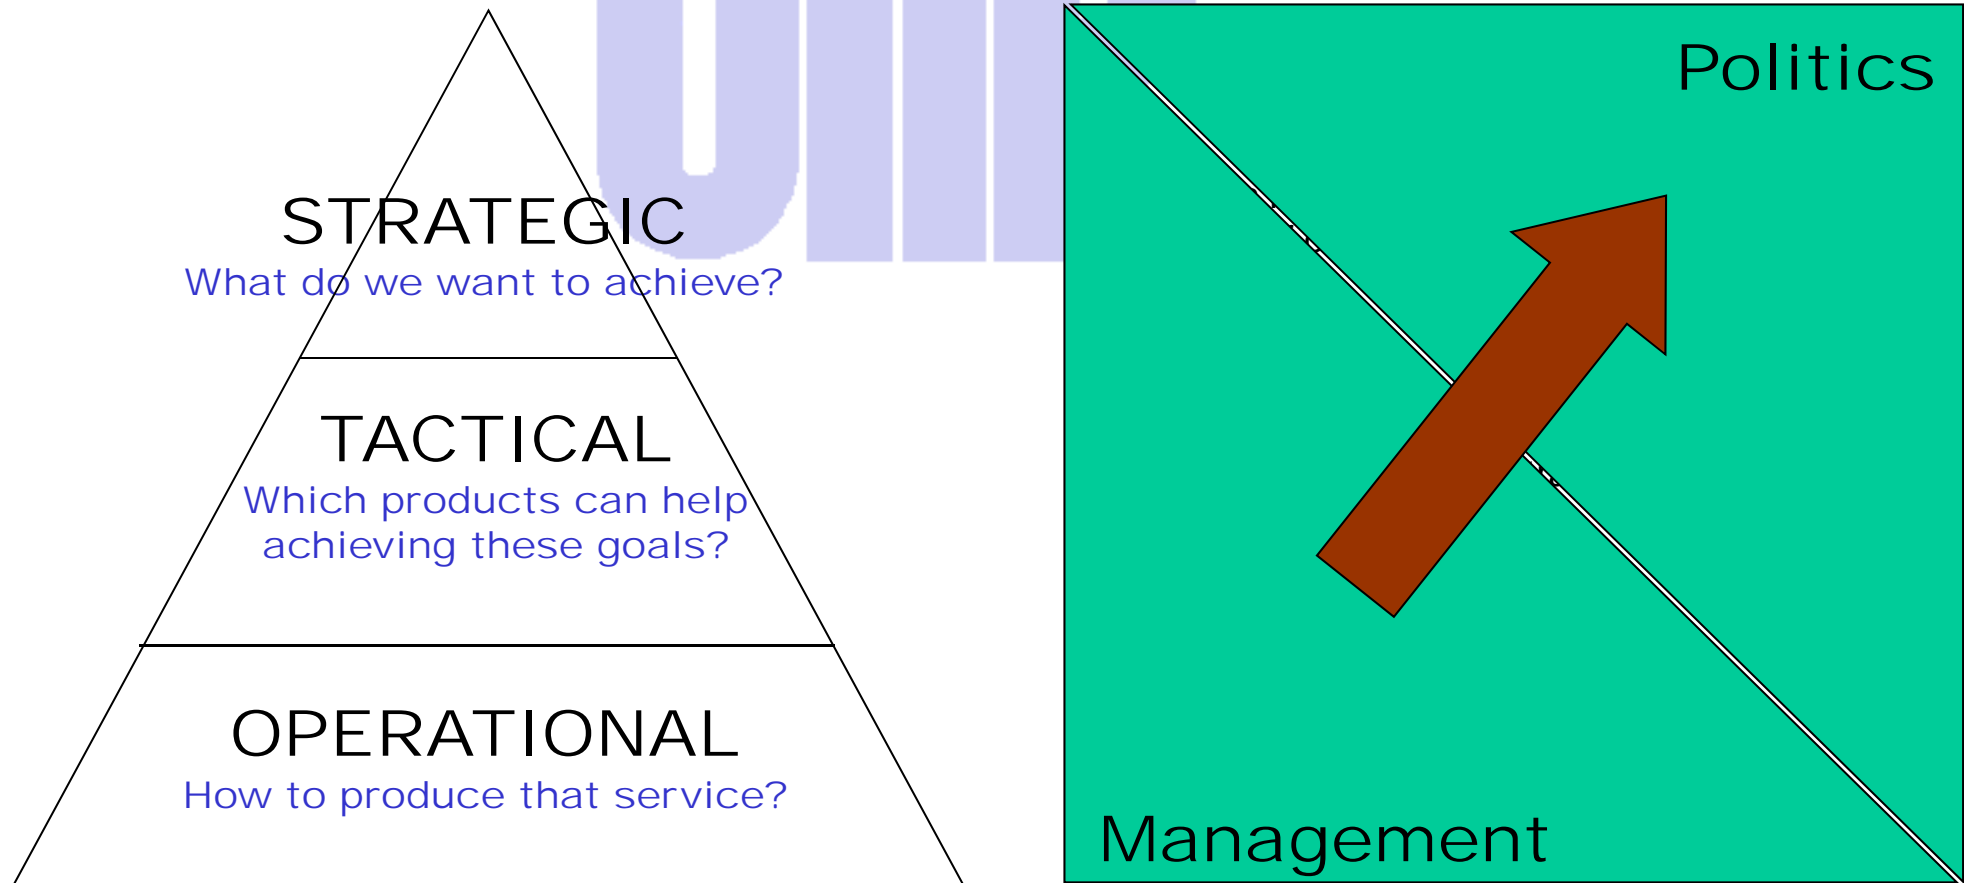 STRATEGIC
What do we want to achieve?
TACTICAL
Which products can help
achieving these goals?
OPERATIONAL
How to produce that service?
Politics
Management